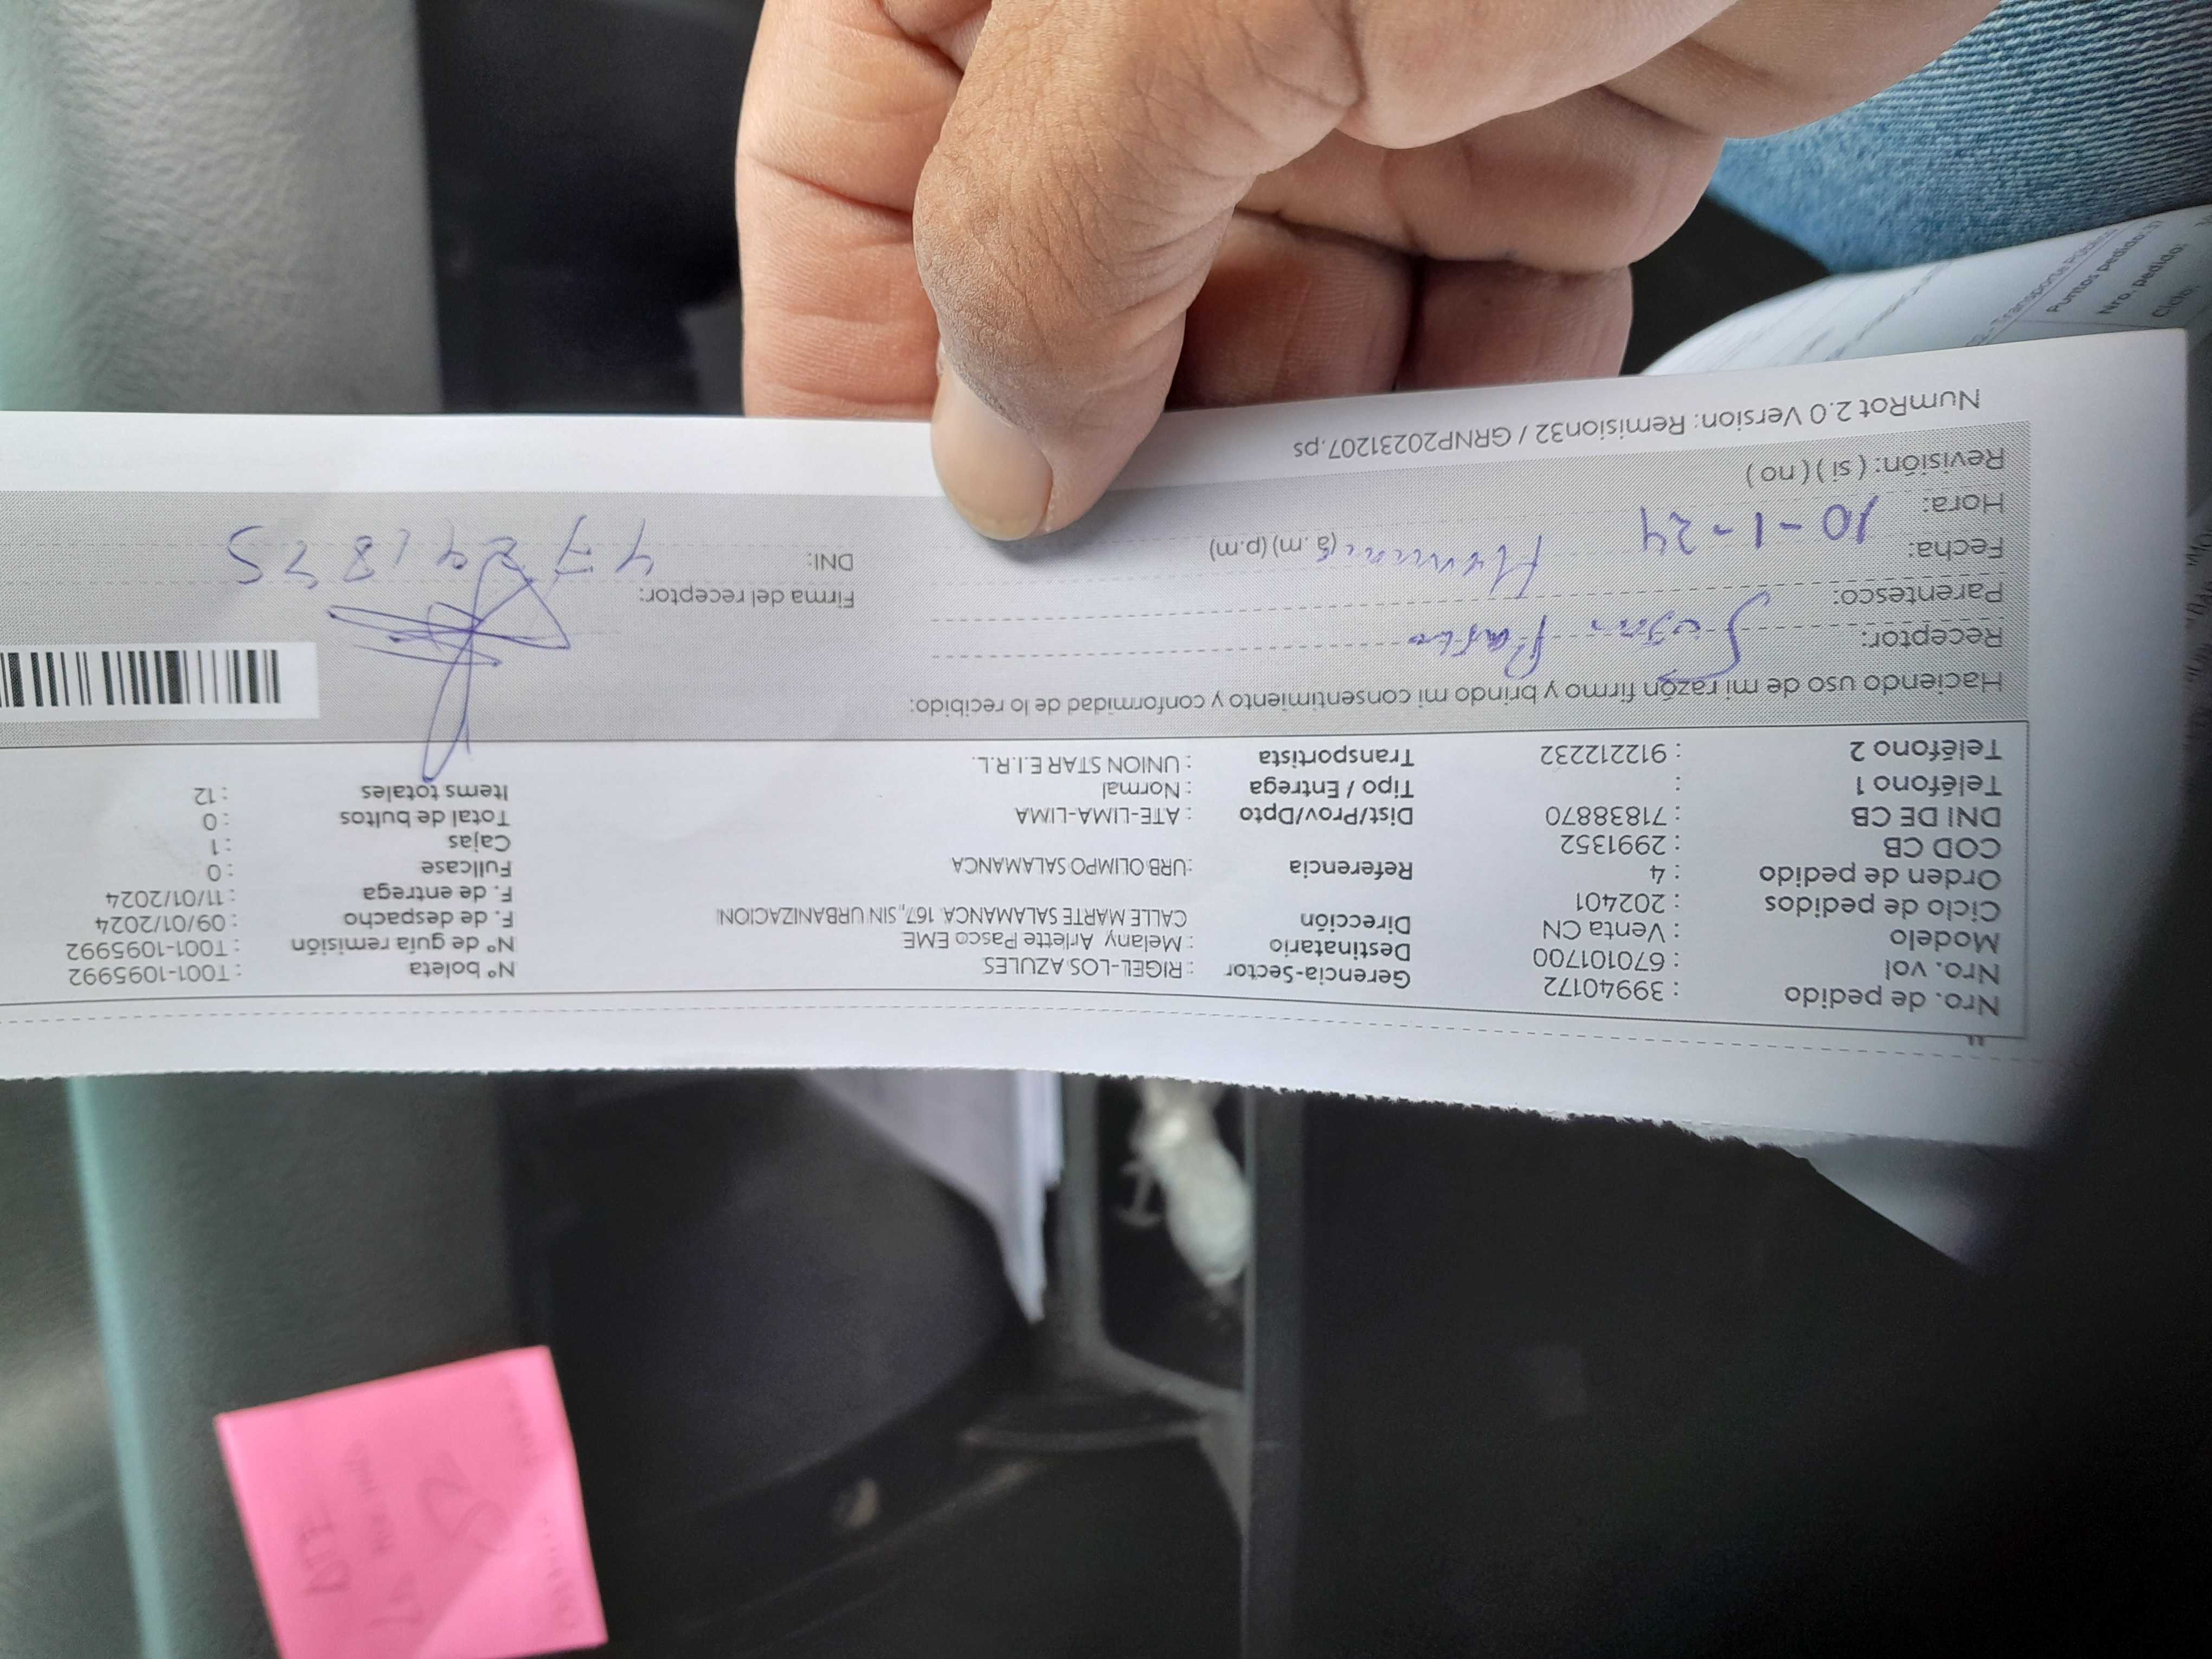 Nro. de pedido : 39940172 Gerencia-Sector : RIGEL-LOS AZULES Nº boleta : T001-1095992
Nro. vol : 670101700 Destinatario : Melany Arlette Pasco EME Nº de guía remisión : T001-1095992
Modelo : Venta CN Dirección CALLE MARTE SALAMANCA 167,, SIN URBANIZACION F. de despacho : 09/01/2024
Ciclo de pedidos : 202401 F. de entrega : 11/01/2024
Orden de pedido : 4 Referencia :URB OLIMPO SALAMANCA Fullcase : 0
COD CB : 2991352 Cajas : 1
DNI DE CB : 71838870 Dist/Prov/Dpto : ATE-LIMA-LIMA Total de bultos : 0
Teléfono 1 : Tipo / Entrega : Normal Items totales : 12
Teléfono 2 : 912212232 Transportista : UNION STAR E.I.R.L.
Haciendo uso de mi razón firmo y brindo mi consentimiento y conformidad de lo recibido:
Receptor:
Parentesco: Firma del receptor:
Fecha: 10-1-24 (a .m) (p.m) DNI:
Hora:
Revisión: ( si ) ( no )
NumRot 2.0 Version: Remision32 / GRNP20231207.ps
Puntos pedido:
Nro. pedido: